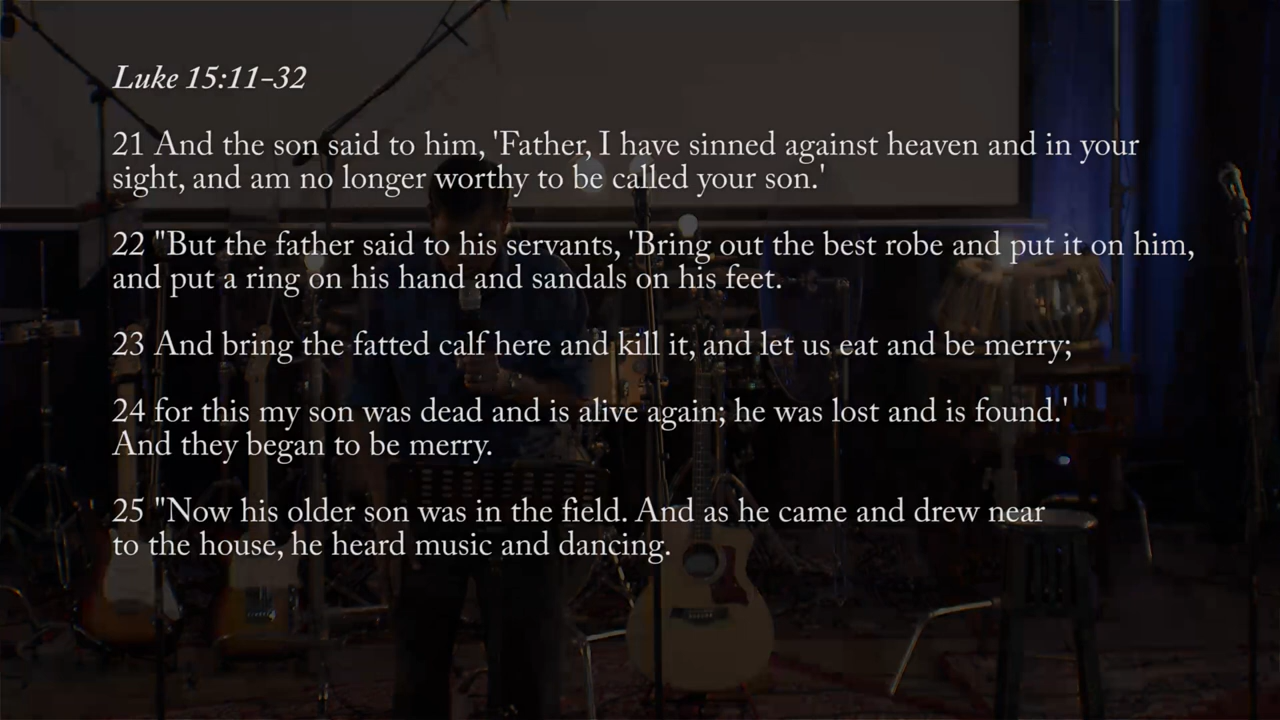 Luke 15:11-32
21 And the son said to him, 'Father, I have sinned against heaven and in your
sight, and am no longer worthy to be called your son.'
22 "But the father said to his servants, 'Bring out the best robe and put it on him,
and put a ring on his hand and sandals on his feet.
23 And bring the fatted calf here and kill it, and let us eat and be merry;
24 for this my son was dead and is alive again; he was lost and is found.'
And they began to be merry.
25 "Now his older son was in the field. And as he came and drew near
to the house, he heard music and dancing.